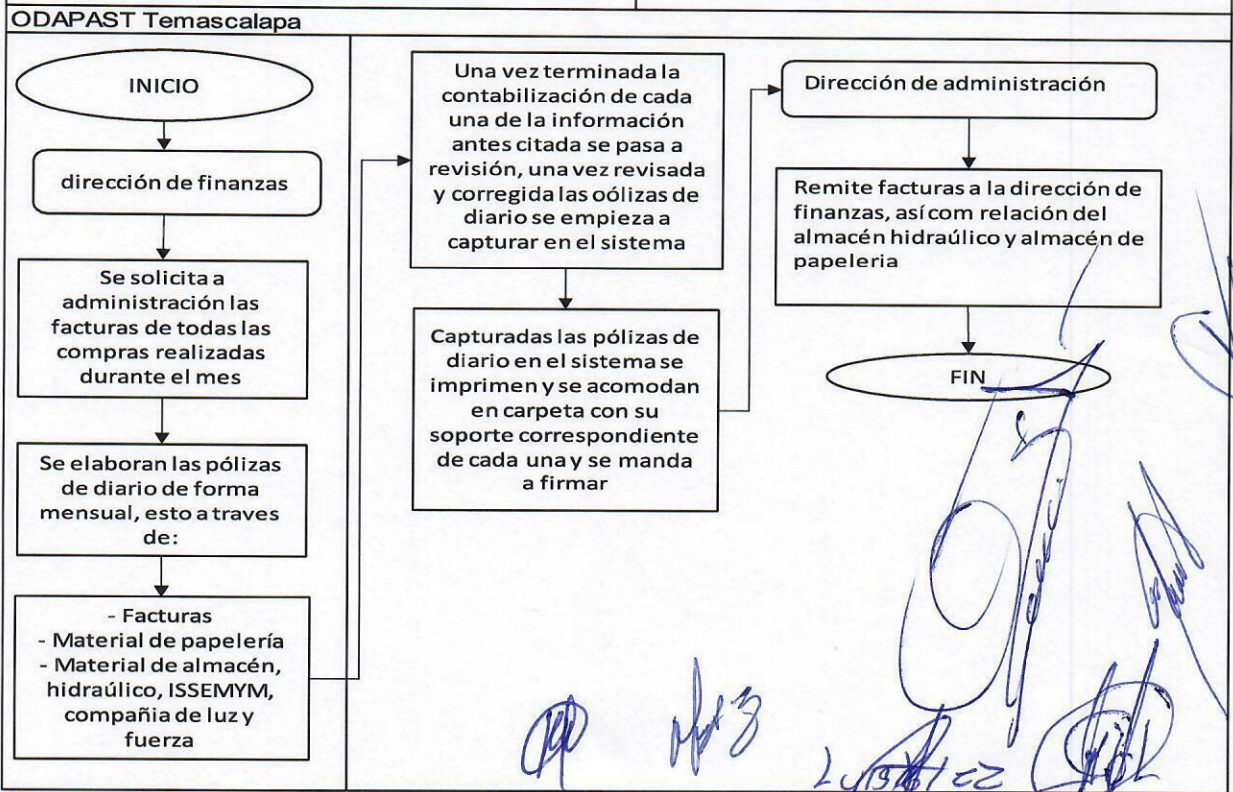 ODAPAST Temascalapa
INICIO
dirección de finanzas
Se solicita a
administración las
facturas de todas las
compras realizadas
durante el mes
Se elaboran las pólizas
de diario de forma
mensual, esto a traves
de:
- Facturas
- Material de papelería
- Material de almacén,
hidraúlico, ISSEMYM,
compañia de luz y
fuerza
Una vez terminada la
contabilización de cada
una de la información
antes citada se pasa a
revisión, una vez revisada
y corregida las oólizas de
diario se empieza a
capturar en el sistema
Capturadas las pólizas de
diario en el sistema se
imprimen y se acomodan
en carpeta con su
soporte correspondiente
de cada una y se manda
a firmar
Dirección de administración
Remite facturas a la dirección de
finanzas, así com relación del
almacén hidraúlico y almacén de
papeleria
FIN